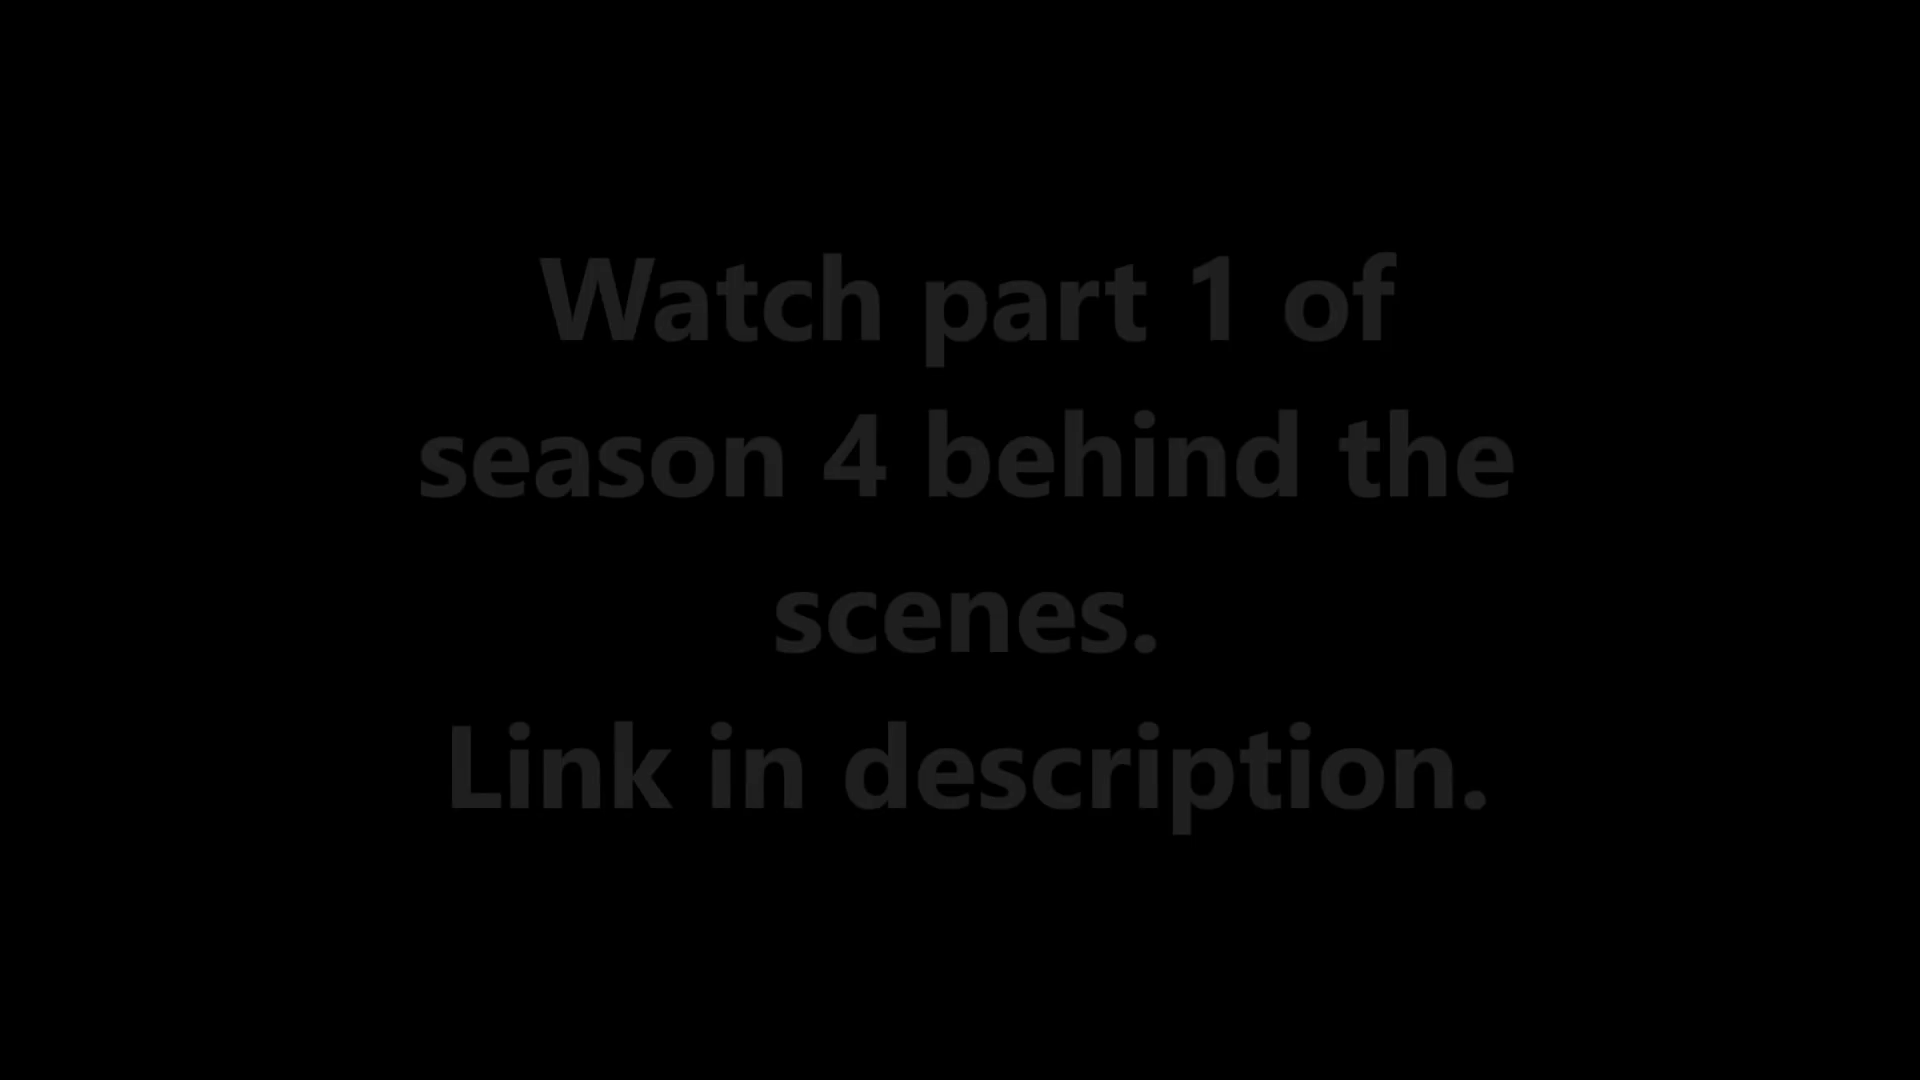 Watch part 1 of
season 4 behind the
scenes.
Link in description.